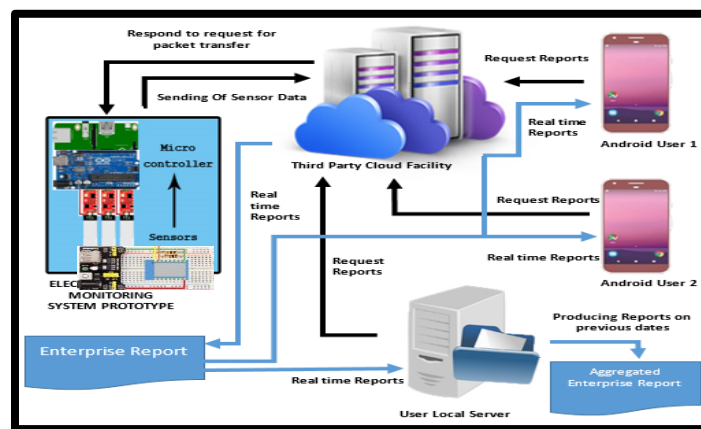 Respond to request for
packet transfer
Request Reports
Sending Of Sensor Data
Real time
Reports
Micro
controller
Third Party Cloud Facility
Android User 1
Real
time
Reports
Sensors
Request Reports
Request
Reports
Real time Reports
ELEC
MONITORING
SYSTEM PROTOTYPE
Android User 2
Producing Reports on
previous dates
Enterprise Report
Real time Reports
Aggregated
Enterprise Report
User Local Server